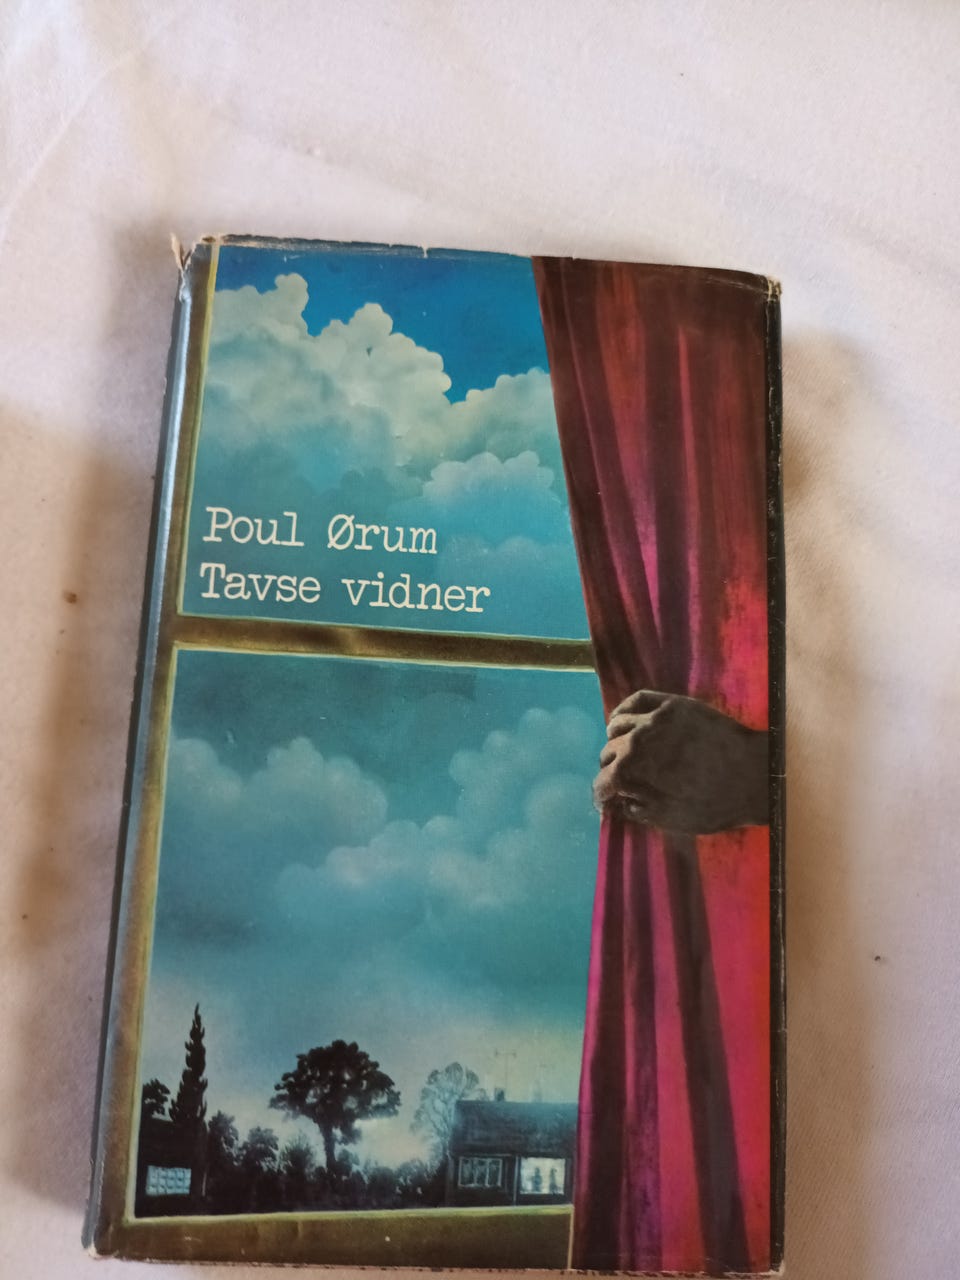 Poul Ørum
Tavse vidner